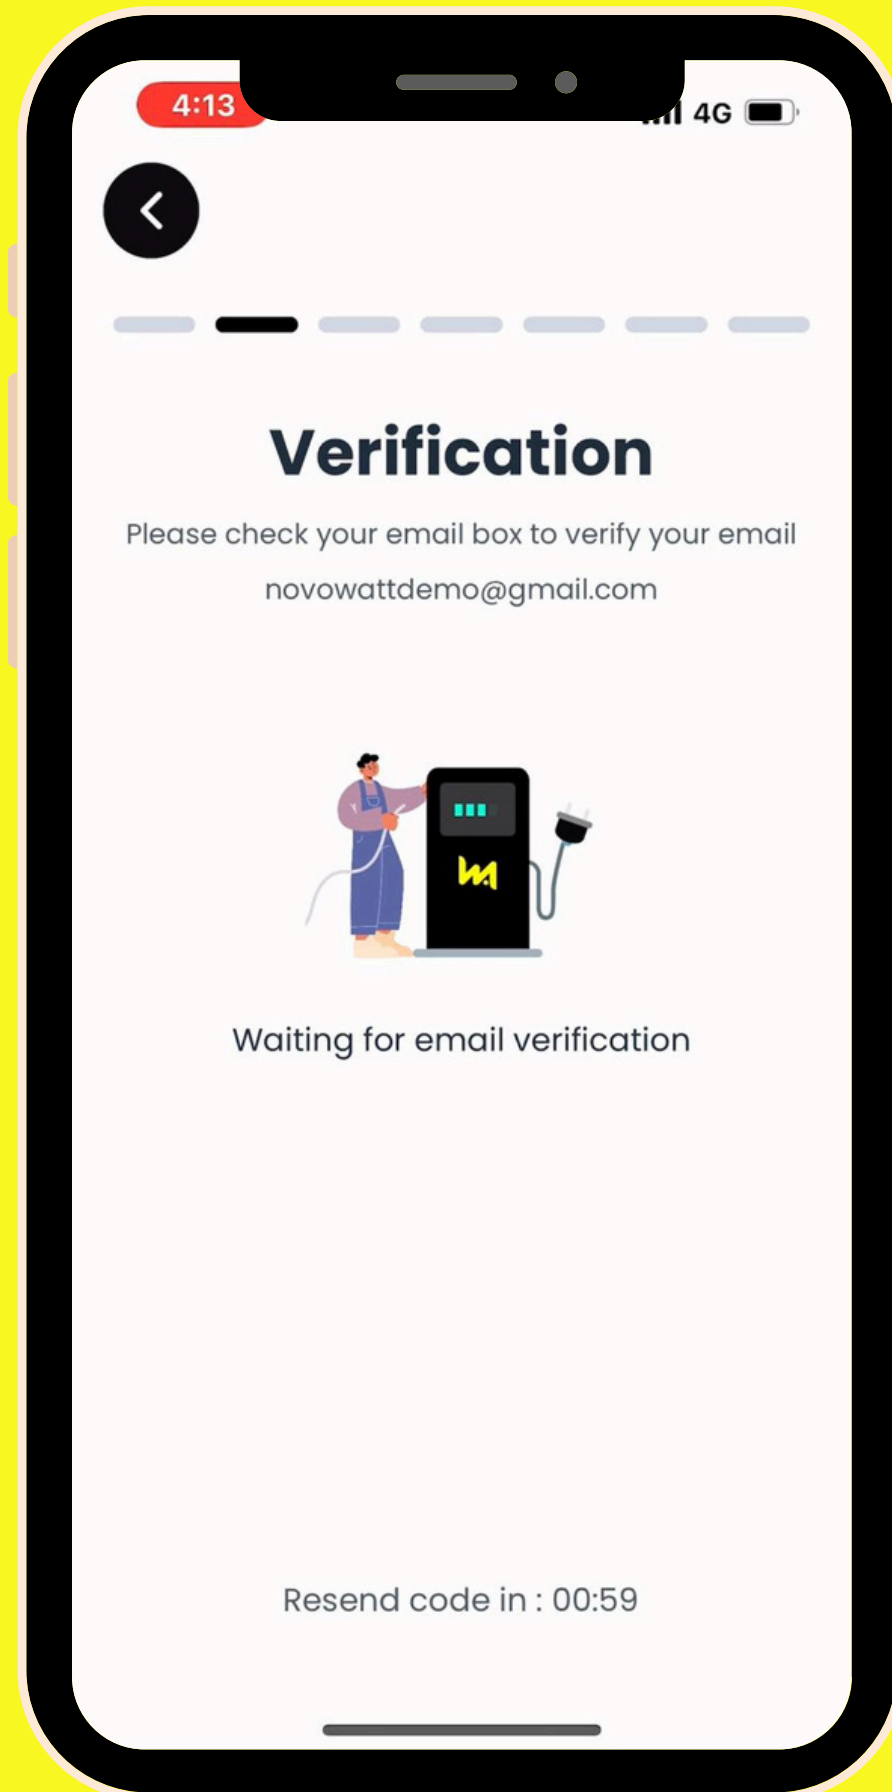 4:13
4G
Verification
Please check your email box to verify your email
novowattdemo@gmail.com
Waiting for email verification
Resend code in : 00:59